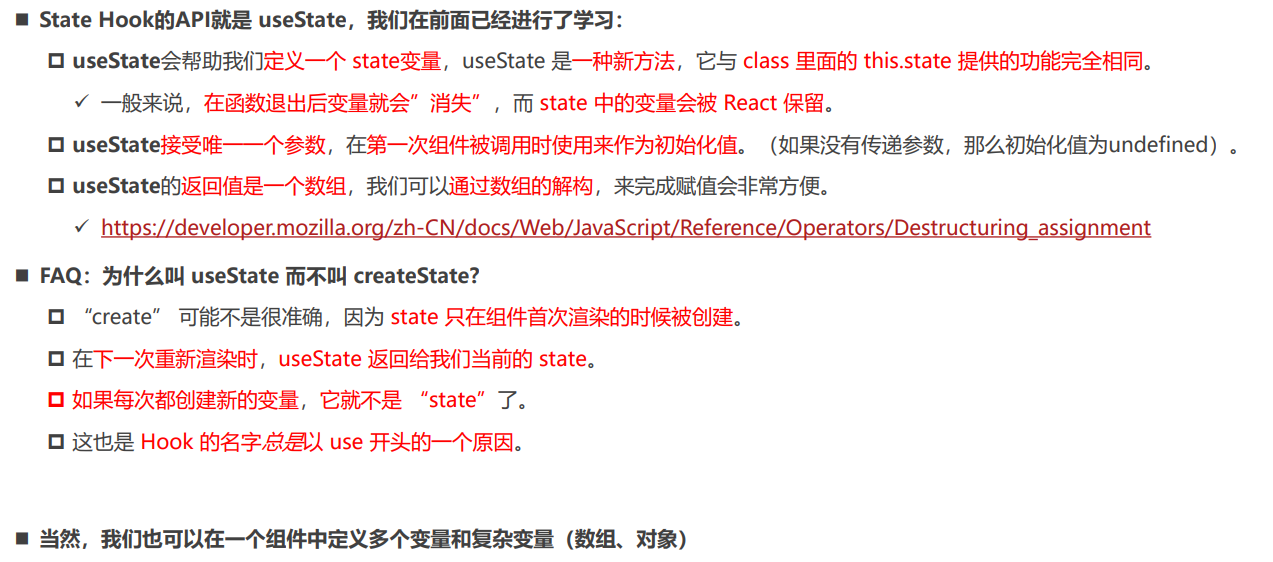 State Hook的API就是 useState，我们在前面已经进行了学习：
useState会帮助我们定义一个 state变量，useState 是一种新方法，它与 class 里面的 this.state 提供的功能完全相同。
一般来说，在函数退出后变量就会”消失”，而 state 中的变量会被 React 保留。
useState接受唯一一个参数，在第一次组件被调用时使用来作为初始化值。（如果没有传递参数，那么初始化值为undefined）。
useState的返回值是一个数组，我们可以通过数组的解构，来完成赋值会非常方便。
https://developer.mozilla.org/zh-CN/docs/Web/JavaScript/Reference/Operators/Destructuring_assignment
FAQ：为什么叫 useState 而不叫 createState?
“create” 可能不是很准确，因为 state 只在组件首次渲染的时候被创建。
在下一次重新渲染时，useState 返回给我们当前的 state。
如果每次都创建新的变量，它就不是 “state”了。
这也是 Hook 的名字总是以 use 开头的一个原因。
当然，我们也可以在一个组件中定义多个变量和复杂变量（数组、对象）